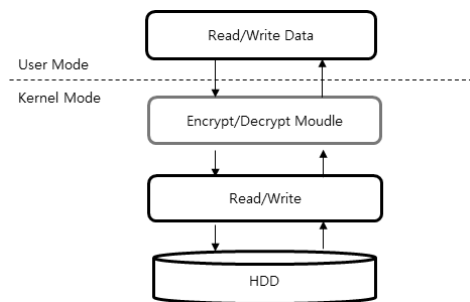 Read/Write Data
User Mode
Kernel Mode
Encrypt/Decrypt Moudle
Read/Write
HDD